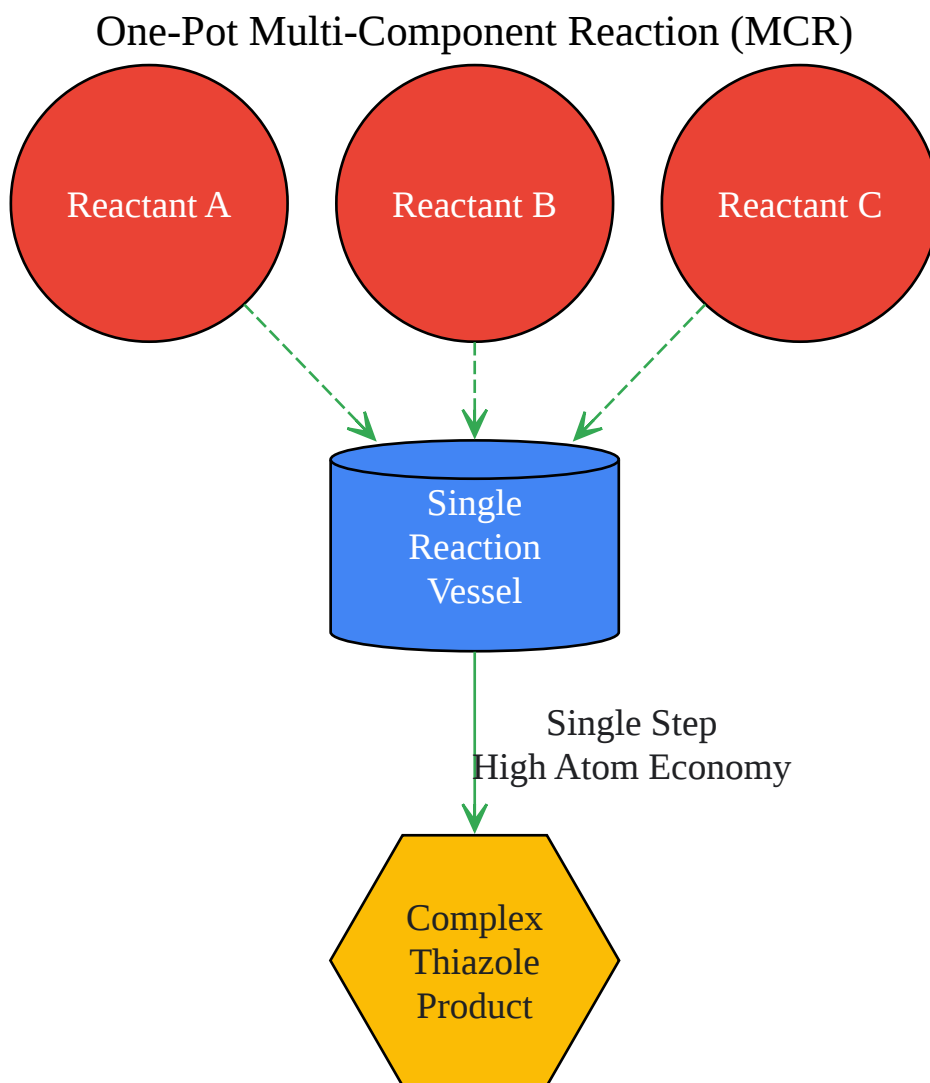 One-Pot Multi-Component Reaction (MCR)
Reactant A
Reactant B
Reactant C
Single
Reaction
Vessel
Single Step
High Atom Economy
Complex
Thiazole
Product